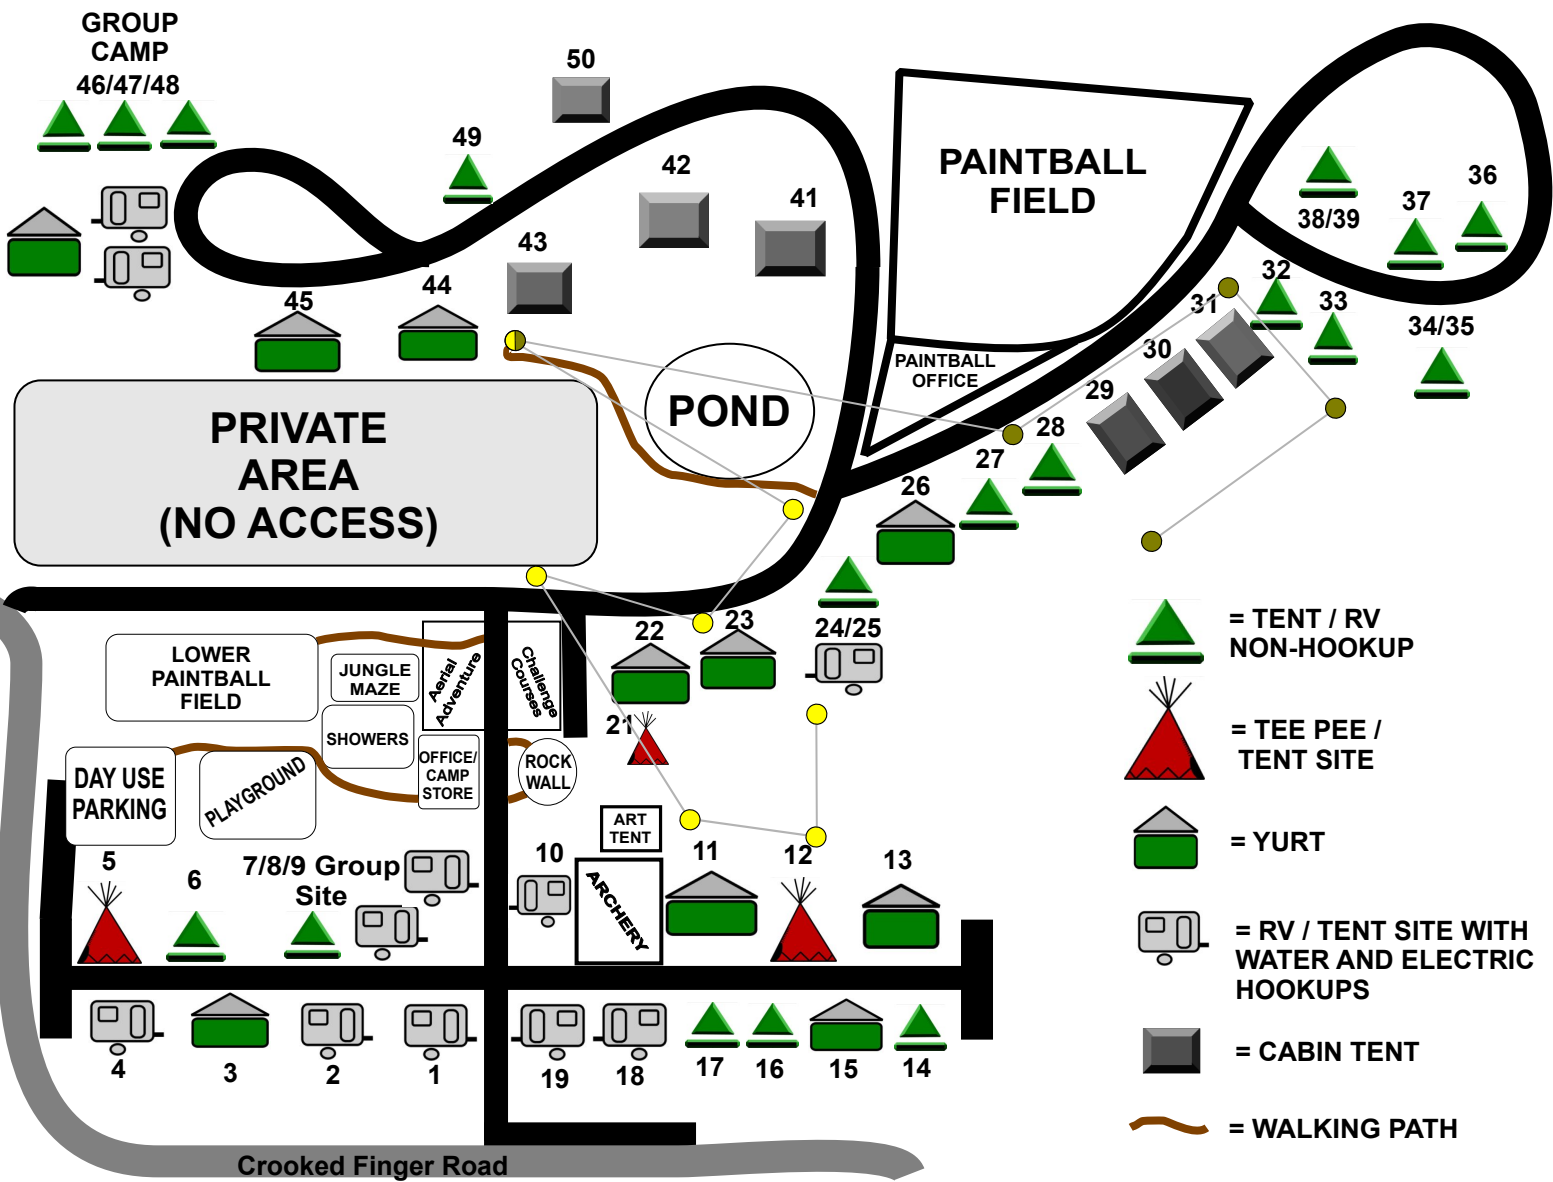 GROUP
CAMP
46/47/48
50
49
42
41
43
44
45
PAINTBALL
FIELD
38/39
37
36
32
33
34/35
31
30
29
28
27
26
PAINTBALL
OFFICE
POND
PRIVATE
AREA
(NO ACCESS)
LOWER
PAINTBALL
FIELD
JUNGLE
MAZE
SHOWERS
Aerial
Adventure
Challenge
Courses
22
23
24/25
21
DAY USE
PARKING
PLAYGROUND
OFFICE/
CAMP
STORE
ROCK
WALL
ART
TENT
ARCHERY
5
6
7/8/9 Group
Site
10
11
12
13
4
3
2
1
19
18
17
16
15
14
Crooked Finger Road
= TENT / RV
NON-HOOKUP
= TEE PEE /
TENT SITE
= YURT
= RV / TENT SITE WITH
WATER AND ELECTRIC
HOOKUPS
= CABIN TENT
= WALKING PATH